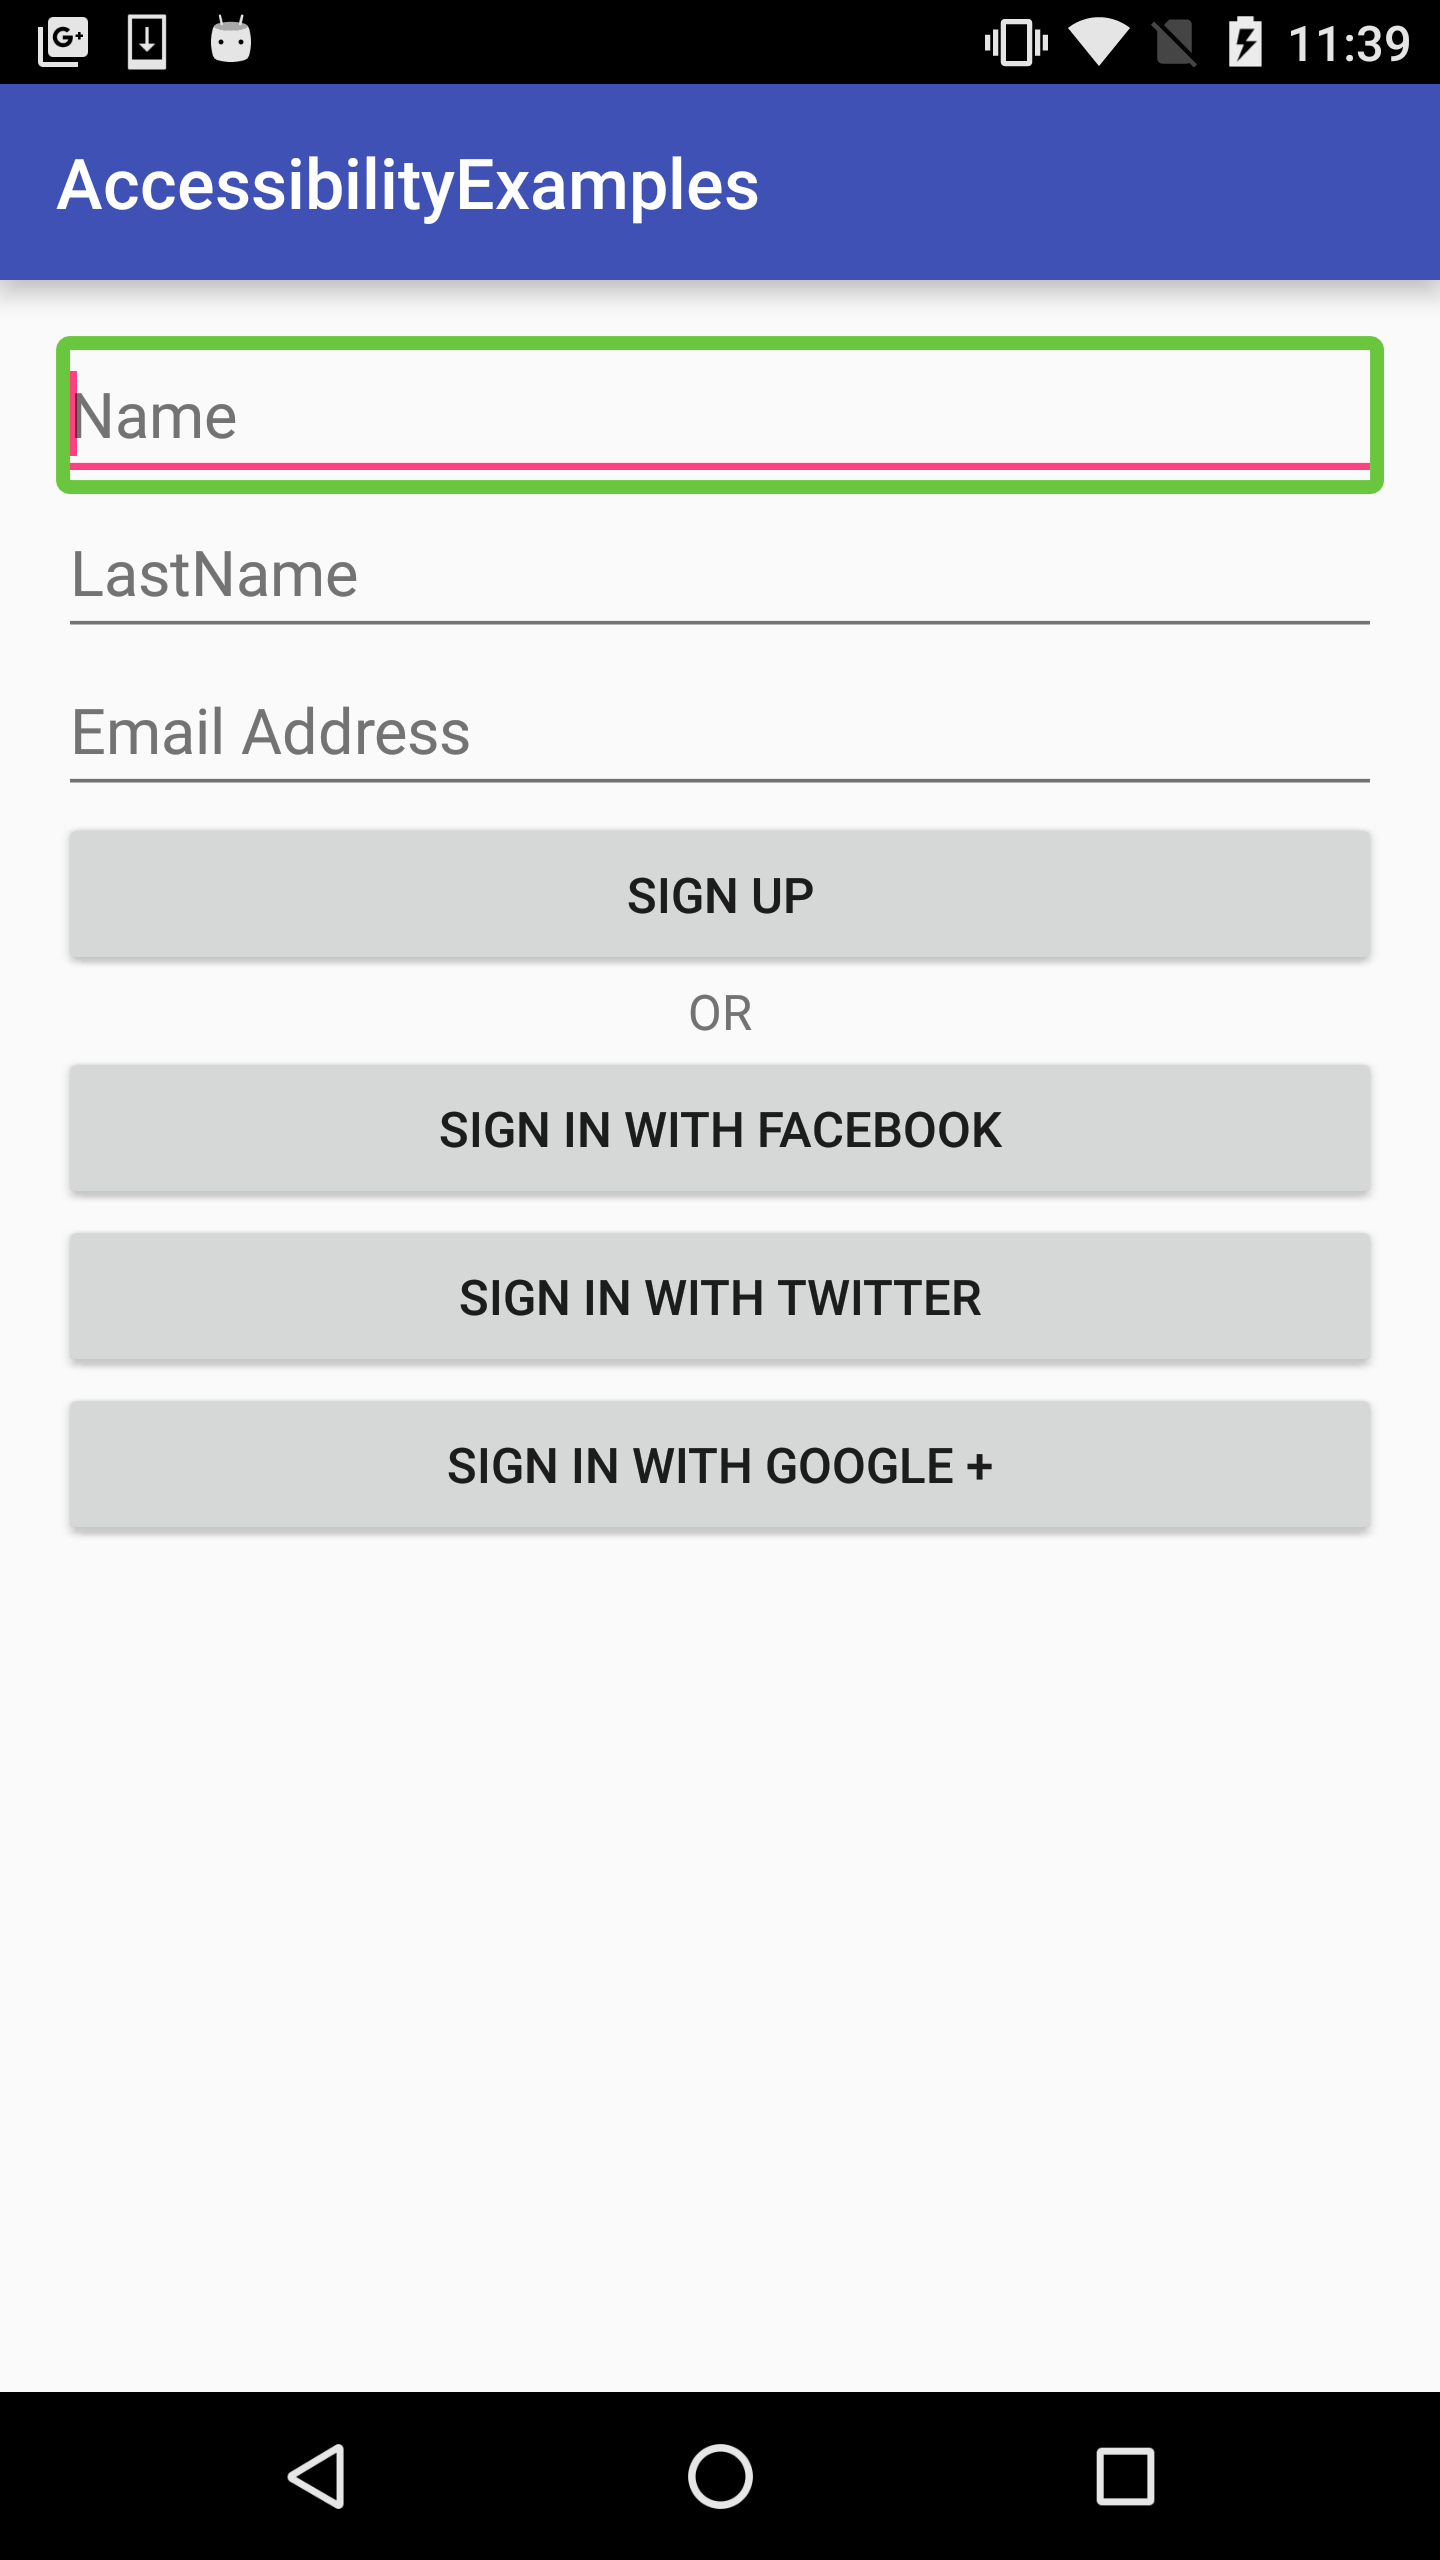 G+ 11:39
AccessibilityExamples
Name
LastName
Email Address
SIGN UP
OR
SIGN IN WITH FACEBOOK
SIGN IN WITH TWITTER
SIGN IN WITH GOOGLE +